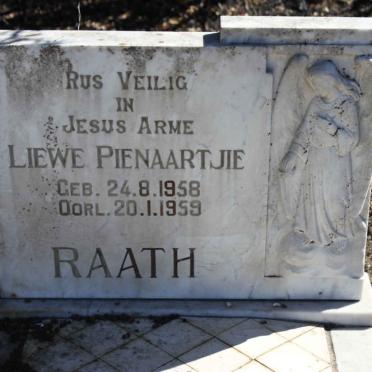 RUS VEILIG
IN
JESUS ARME
LIEWE PIENAARTJIE
GEB. 24.8.1958
OORL. 20.1.1959
RAATH